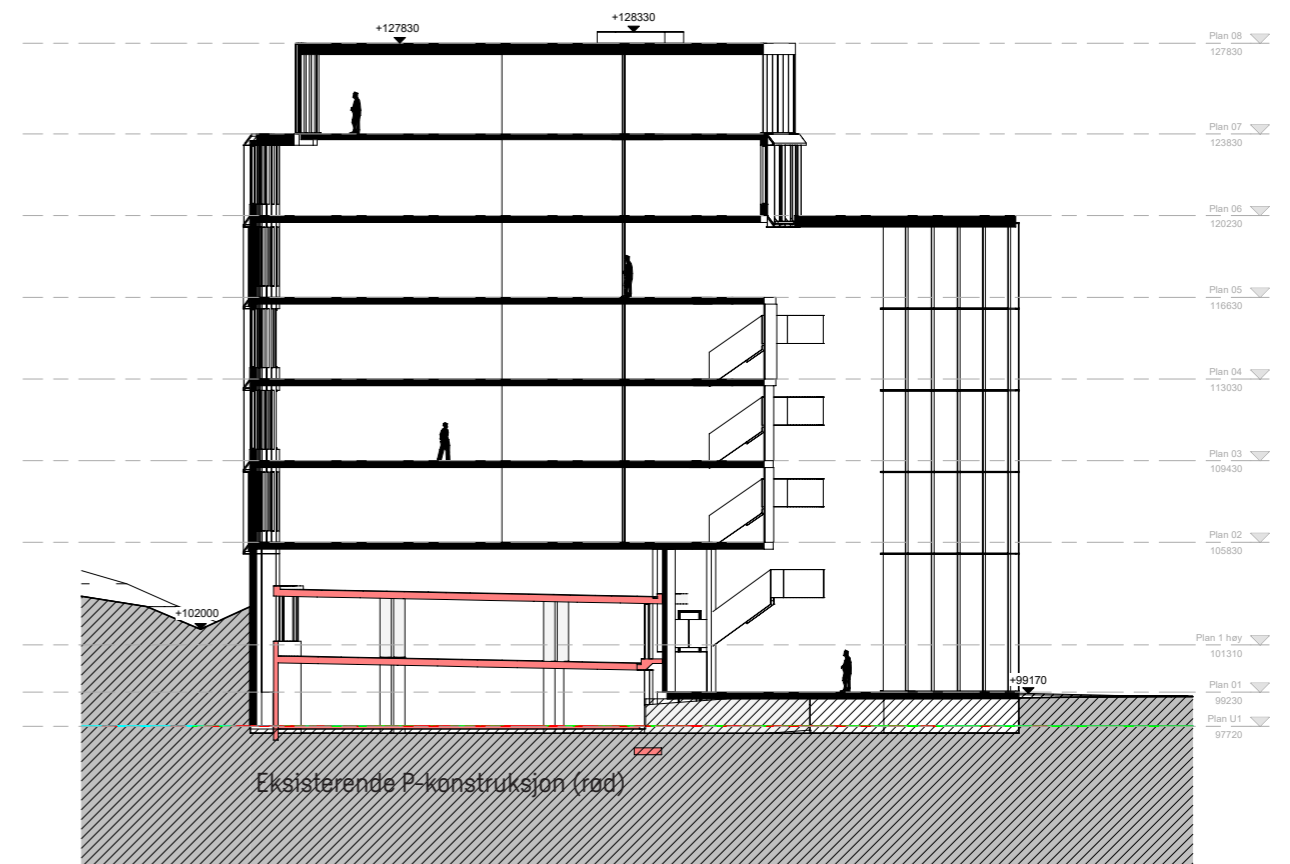 +128330
+127830
Plan 08
127830
Plan 07
123830
Plan 06
120230
Plan 05
116630
Plan 04
113030
Plan 03
109430
Plan 02
105830
+102000
Plan 1 høy
101310
+99170
Plan 01
99230
Plan U1
97720
Eksisterende P-konstruksjon (rød)